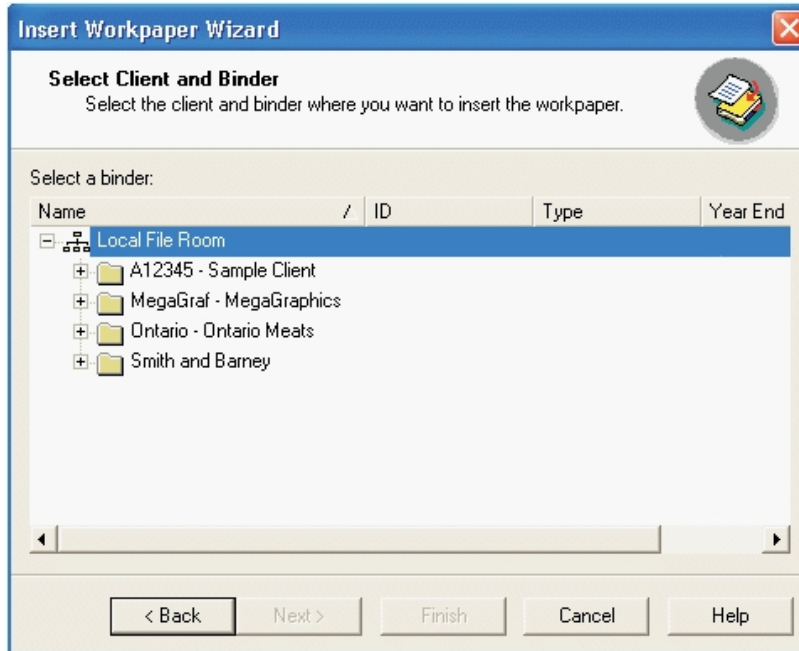 Insert Workpaper Wizard
Select Client and Binder
Select the client and binder where you want to insert the workpaper.
Select a binder:
Name / ID Type Year End
Local File Room
A12345 - Sample Client
MegaGraf - MegaGraphics
Ontario - Ontario Meats
Smith and Barney
< Back Next > Finish Cancel Help